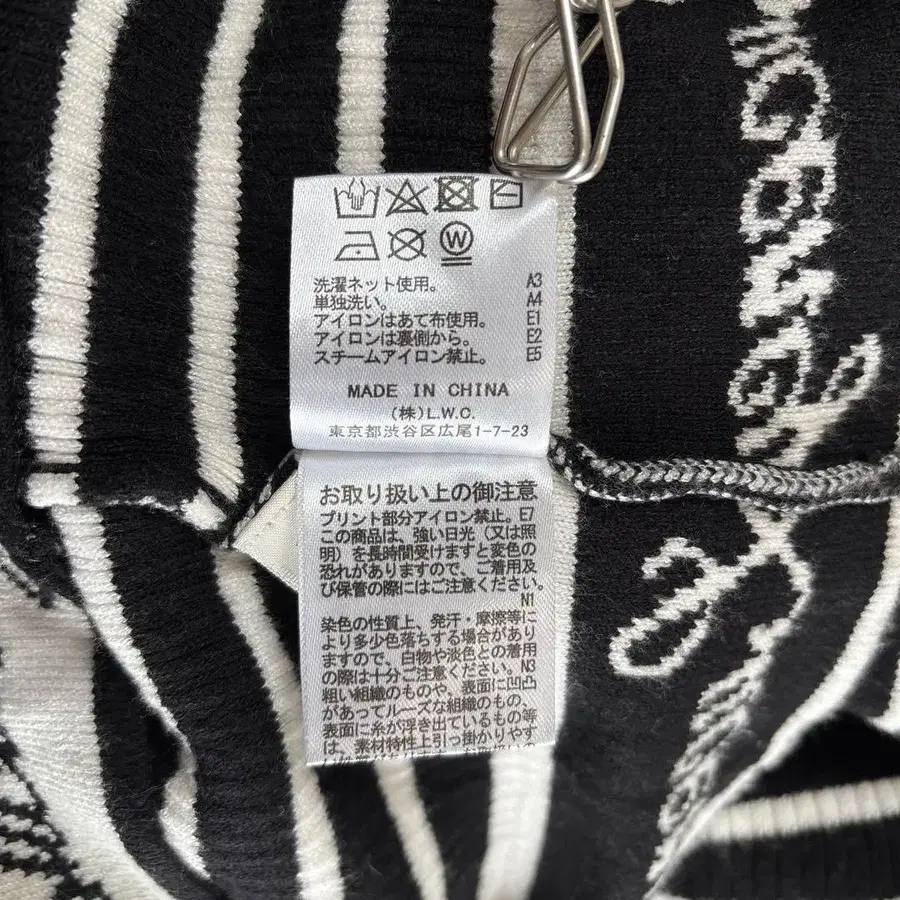 W
洗濯ネット使用。 A3
単独洗い。 A4
アイロンはあて布使用。 E1
アイロンは裏側から。 E2
スチームアイロン禁止。 E5
MADE IN CHINA
(株)L.W.C.
東京都渋谷区広尾1-7-23
お取り扱い上の御注意
プリント部分アイロン禁止。E7
この商品は、強い日光(又は照
明)を長時間受けますと変色の
恐れがありますので、ご着用及
び保管の際にはご注意ください。
N1
染色の性質上、発汗・摩擦等に
より多少色落ちする場合があり
ますので、白物や淡色との着用
の際は十分ご注意ください。N3
粗い組織のものや、表面に凹凸
があってルーズな組織のもの、
表面に糸が浮き出ているもの等
は、素材特性上引っ掛かりやす